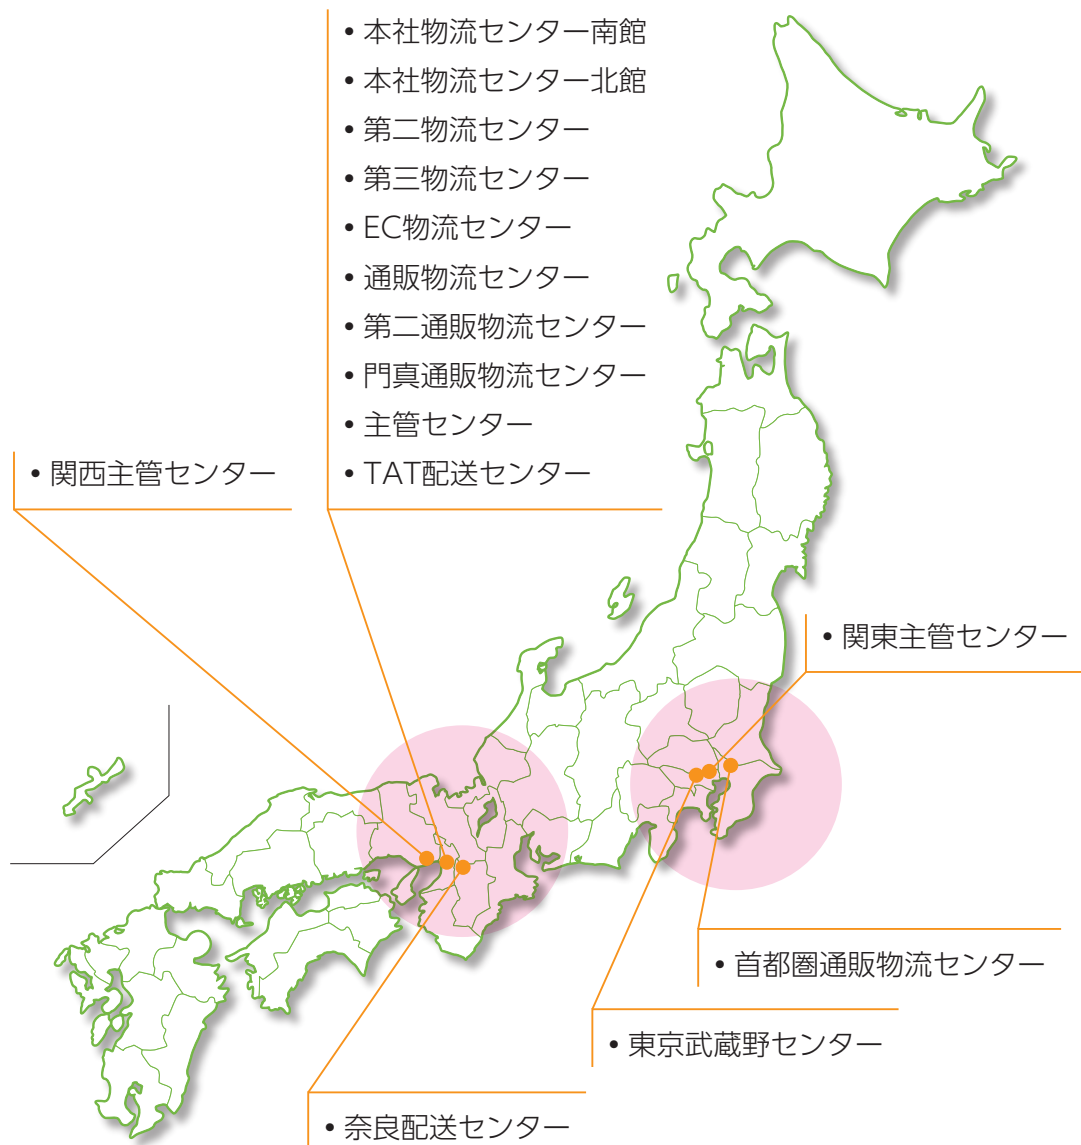 • 本社物流センター南館
• 本社物流センター北館
• 第二物流センター
• 第三物流センター
• EC物流センター
• 通販物流センター
• 第二通販物流センター
• 門真通販物流センター
• 主管センター
• TAT配送センター
• 関西主管センター
• 関東主管センター
• 首都圏通販物流センター
• 東京武蔵野センター
• 奈良配送センター